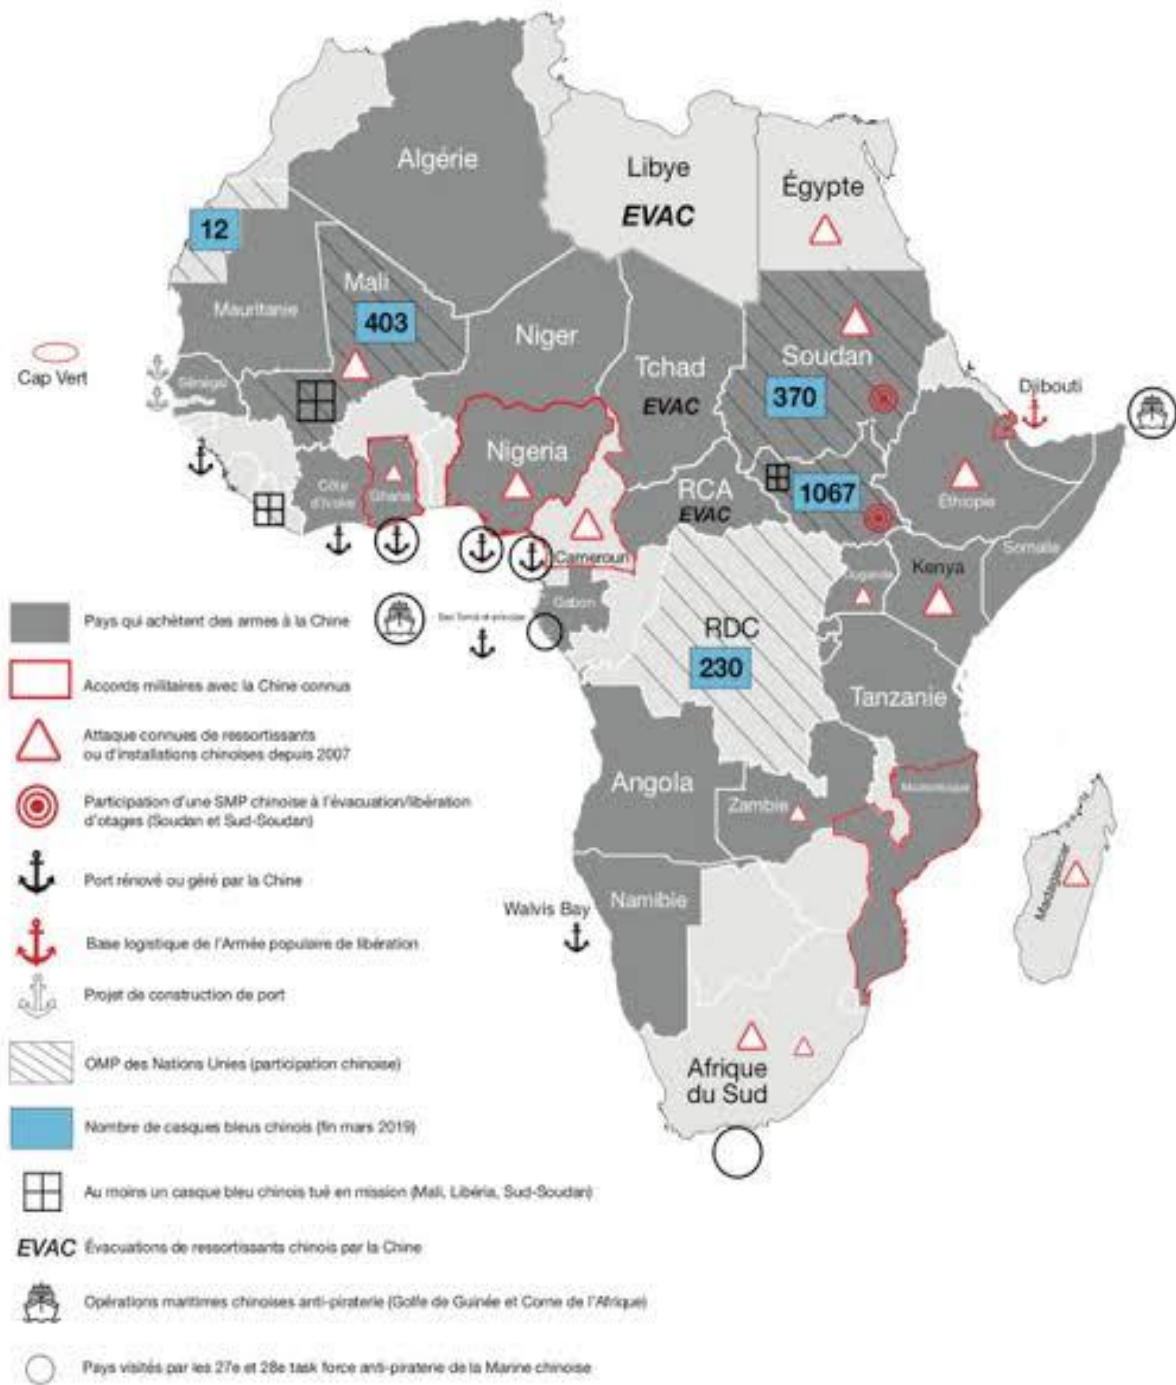 Algérie
Libye
EVAC
Égypte
12
Mali
403
Mauritanie
Niger
Tchad
EVAC
Soudan
370
Cap Vert
Sénégal
Djibouti
Nigeria
RCA
EVAC
1067
Éthiopie
Côte
d'Ivoire
Ghana
Cameroun
Somalie
Ouganda
Kenya
Gabon
Sao Tomé et principe
RDC
230
Tanzanie
Angola
Zambie
Mozambique
Madagascar
Namibie
Walvis Bay
Afrique
du Sud
Pays qui achètent des armes à la Chine
Accords militaires avec la Chine connus
Attaque connues de ressortissants
ou d'installations chinoises depuis 2007
Participation d'une SMP chinoise à l'évacuation/libération
d'otages (Soudan et Sud-Soudan)
Port rénové ou géré par la Chine
Base logistique de l'Armée populaire de libération
Projet de construction de port
OMP des Nations Unies (participation chinoise)
Nombre de casques bleus chinois (fin mars 2019)
Au moins un casque bleu chinois tué en mission (Mali, Libéria, Sud-Soudan)
EVAC Évacuations de ressortissants chinois par la Chine
Opérations maritimes chinoises anti-piraterie (Golfe de Guinée et Corne de l'Afrique)
Pays visités par les 27e et 28e task force anti-piraterie de la Marine chinoise